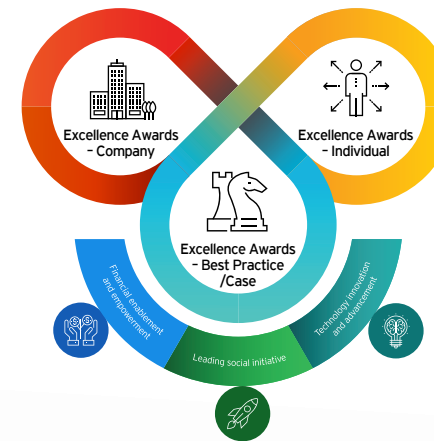 Excellence Awards
– Company
Excellence Awards
– Individual
Excellence Awards
– Best Practice
/Case
Financial enablement
and empowerment
Leading social initiative
Technology innovation
and advancement